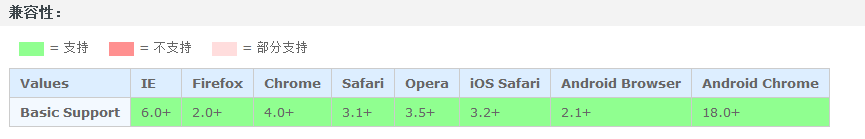 兼容性：
= 支持 = 不支持 = 部分支持
Values IE Firefox Chrome Safari Opera iOS Safari Android Browser Android Chrome
Basic Support 6.0+ 2.0+ 4.0+ 3.1+ 3.5+ 3.2+ 2.1+ 18.0+